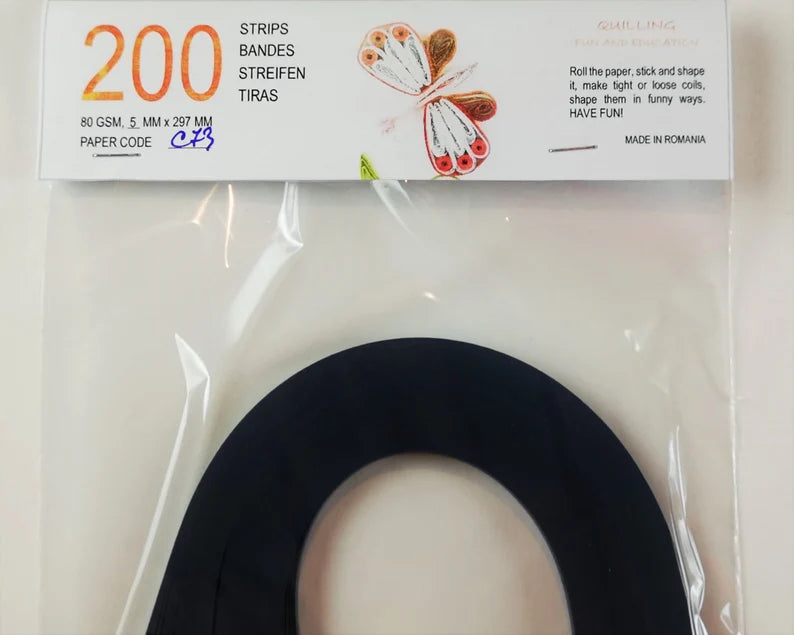 200
STRIPS
BANDES
STREIFEN
TIRAS
80 GSM, 5 MM x 297 MM
PAPER CODE C73
QUILLING
FUN AND EDUCATION
Roll the paper, stick and shape
it, make tight or loose coils,
shape them in funny ways.
HAVE FUN!
MADE IN ROMANIA